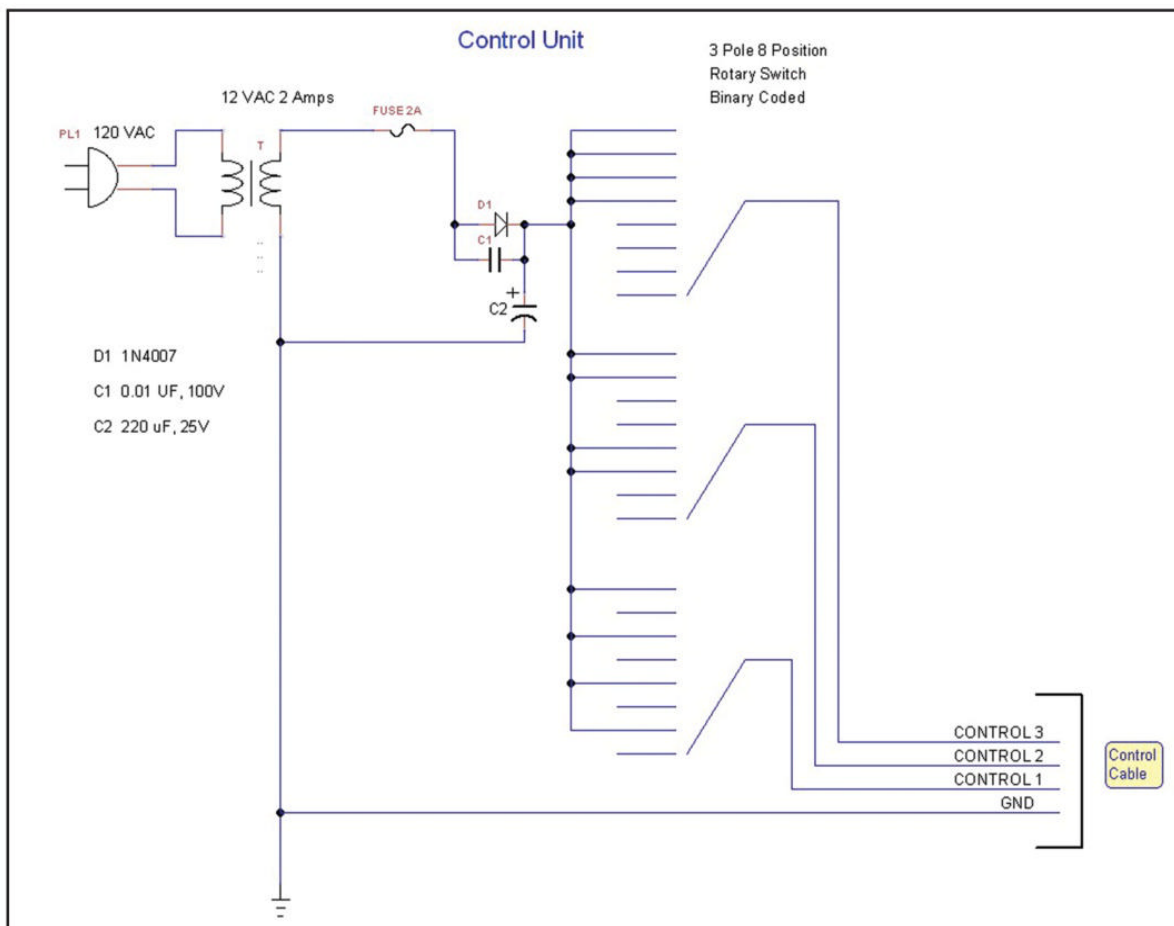 Control Unit
3 Pole 8 Position
Rotary Switch
Binary Coded
12 VAC 2 Amps
FUSE 2A
PL1
120 VAC
T
D1
C1
+
C2
D1 1N4007
C1 0.01 UF, 100V
C2 220 uF, 25V
CONTROL 3
CONTROL 2
CONTROL 1
GND
Control
Cable